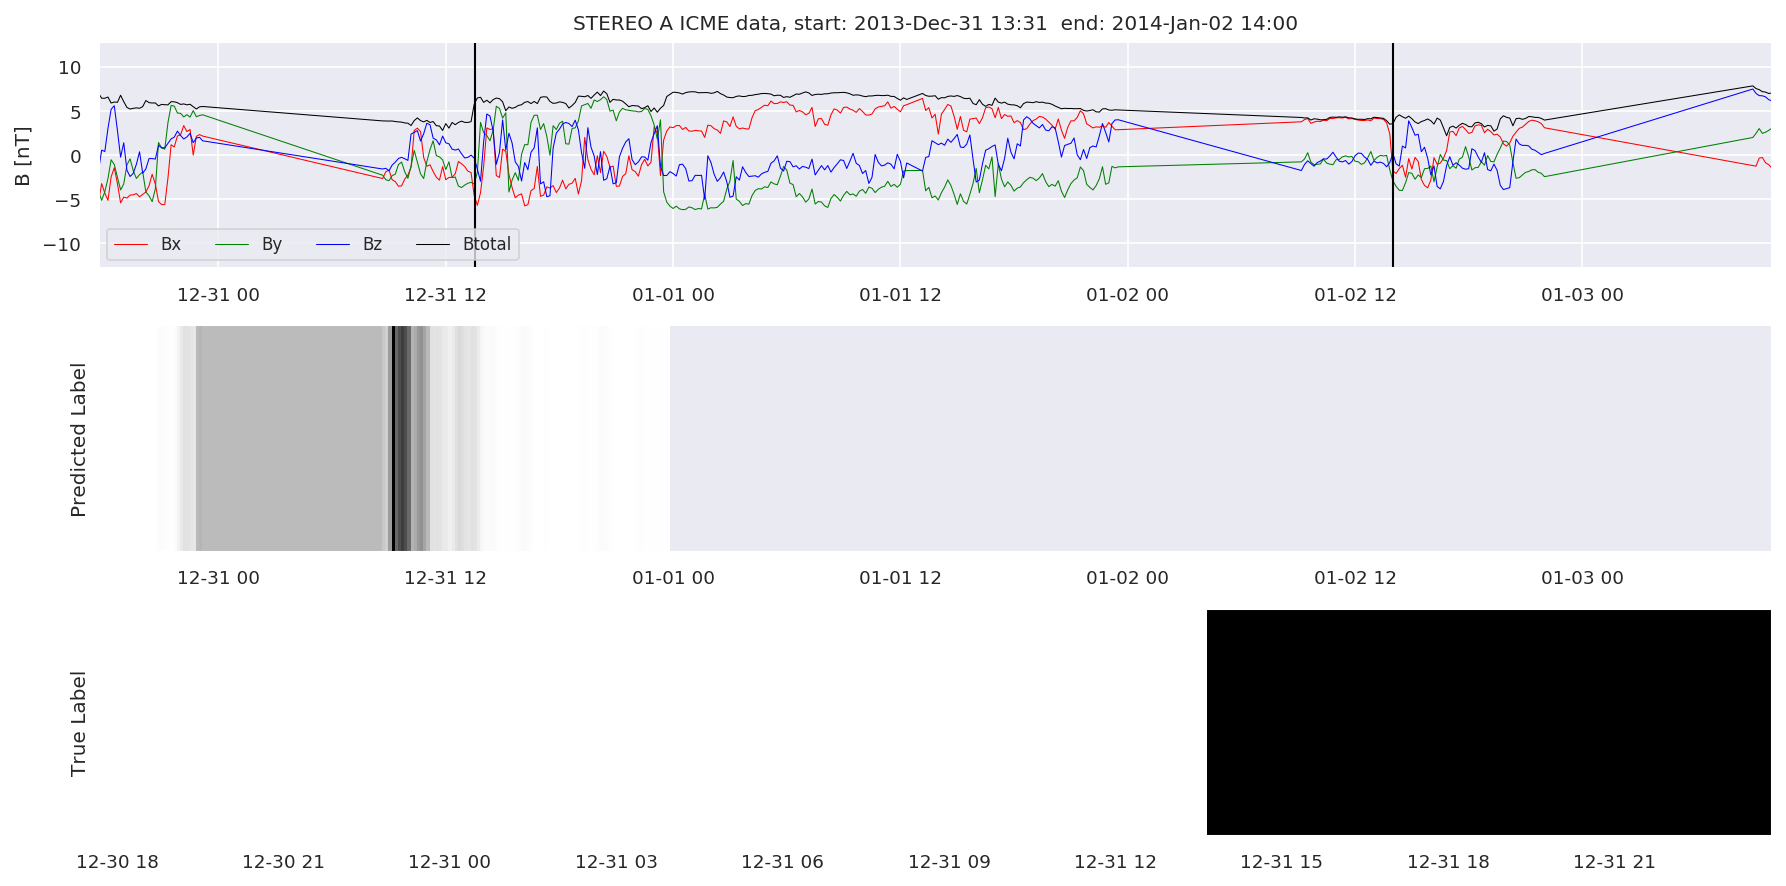 STEREO A ICME data, start: 2013-Dec-31 13:31  end: 2014-Jan-02 14:00
B [nT]
10
5
0
−5
−10
Bx By Bz Btotal
12-31 00 12-31 12 01-01 00 01-01 12 01-02 00 01-02 12 01-03 00
Predicted Label
12-31 00 12-31 12 01-01 00 01-01 12 01-02 00 01-02 12 01-03 00
True Label
12-30 18 12-30 21 12-31 00 12-31 03 12-31 06 12-31 09 12-31 12 12-31 15 12-31 18 12-31 21